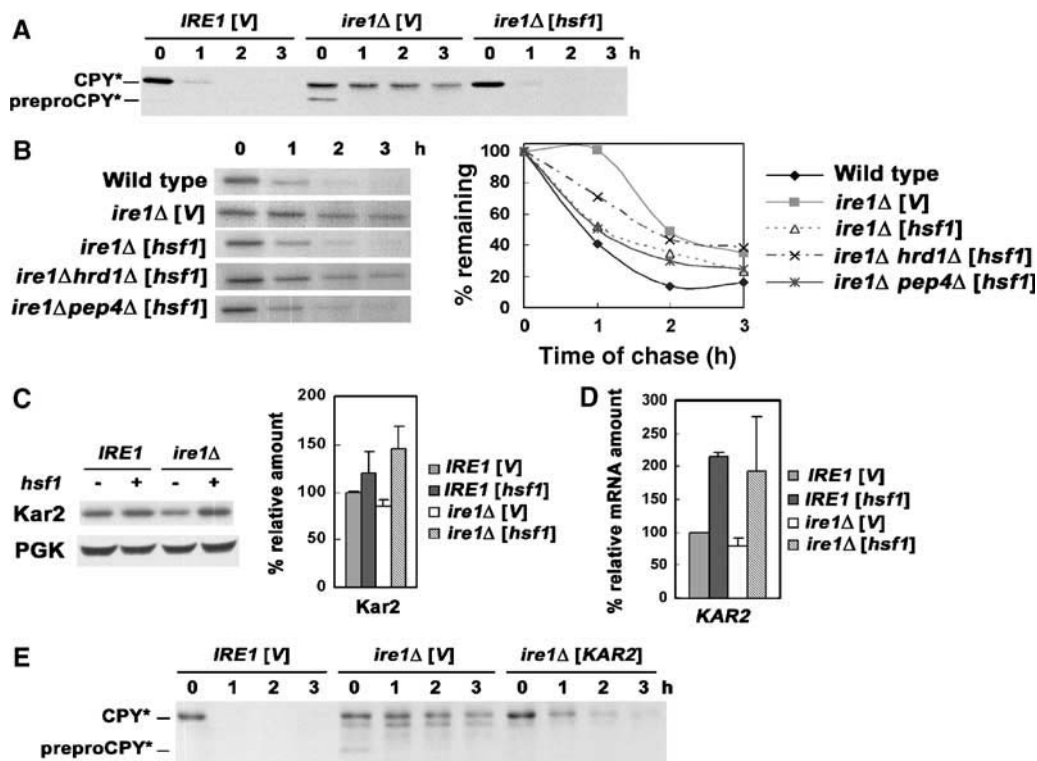 A
IRE1 [V] ire1Δ [V] ire1Δ [hsf1]
0 1 2 3 0 1 2 3 0 1 2 3 h
CPY*
preproCPY*
B
0 1 2 3 h
Wild type
ire1Δ [V]
ire1Δ [hsf1]
ire1Δhrd1Δ [hsf1]
ire1Δpep4Δ [hsf1]
% remaining
100
80
60
40
20
0
0 1 2 3
Time of chase (h)
Wild type
ire1Δ [V]
ire1Δ [hsf1]
ire1Δ hrd1Δ [hsf1]
ire1Δ pep4Δ [hsf1]
C
IRE1 ire1Δ
hsf1 - + - +
Kar2
PGK
% relative amount
200
150
100
50
0
Kar2
IRE1 [V]
IRE1 [hsf1]
ire1Δ [V]
ire1Δ [hsf1]
D
% relative mRNA amount
300
250
200
150
100
50
0
KAR2
IRE1 [V]
IRE1 [hsf1]
ire1Δ [V]
ire1Δ [hsf1]
E
IRE1 [V] ire1Δ [V] ire1Δ [KAR2]
0 1 2 3 0 1 2 3 0 1 2 3 h
CPY*
preproCPY*